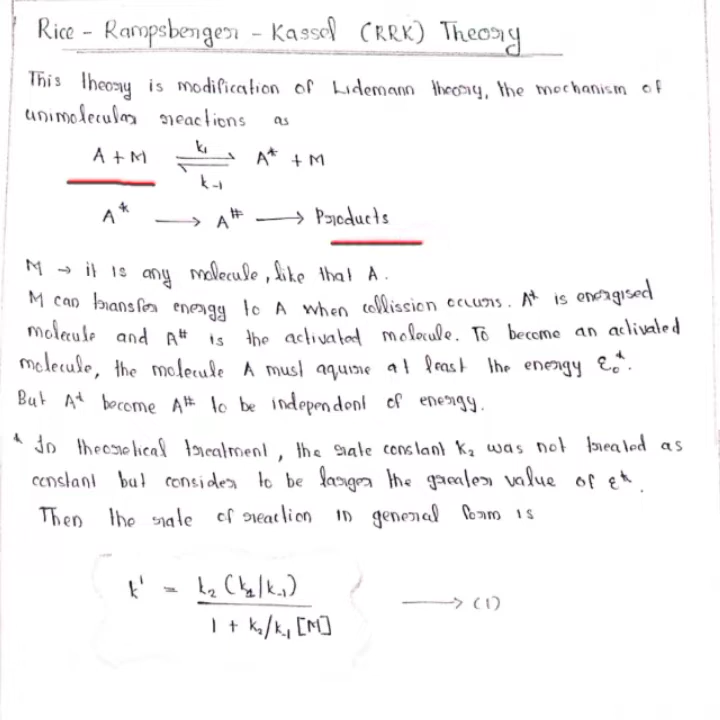 Rice - Rampsbenger - Kassel (RRK) Theory
This theory is modification of Lidemann theory, the mechanism of
unimolecular reactions as
A + M ⇌ A* + M
k₁
k₋₁
A* → A# → Products
M → it is any molecule, like that A.
M can transfer energy to A when collission occurs. A* is energised
molecule and A# is the activated molecule. To become an activated
molecule, the molecule A must aquire at least the energy Ɛ₀*.
But A* become A# to be independent of energy.
* In theoretical treatment, the rate constant K₂ was not treated as
constant but consider to be larger the greater value of ε*.
Then the rate of reaction in general form is
k' = k₂ (k₁/k₋₁) / 1 + k₂/k₋₁ [M] → (1)